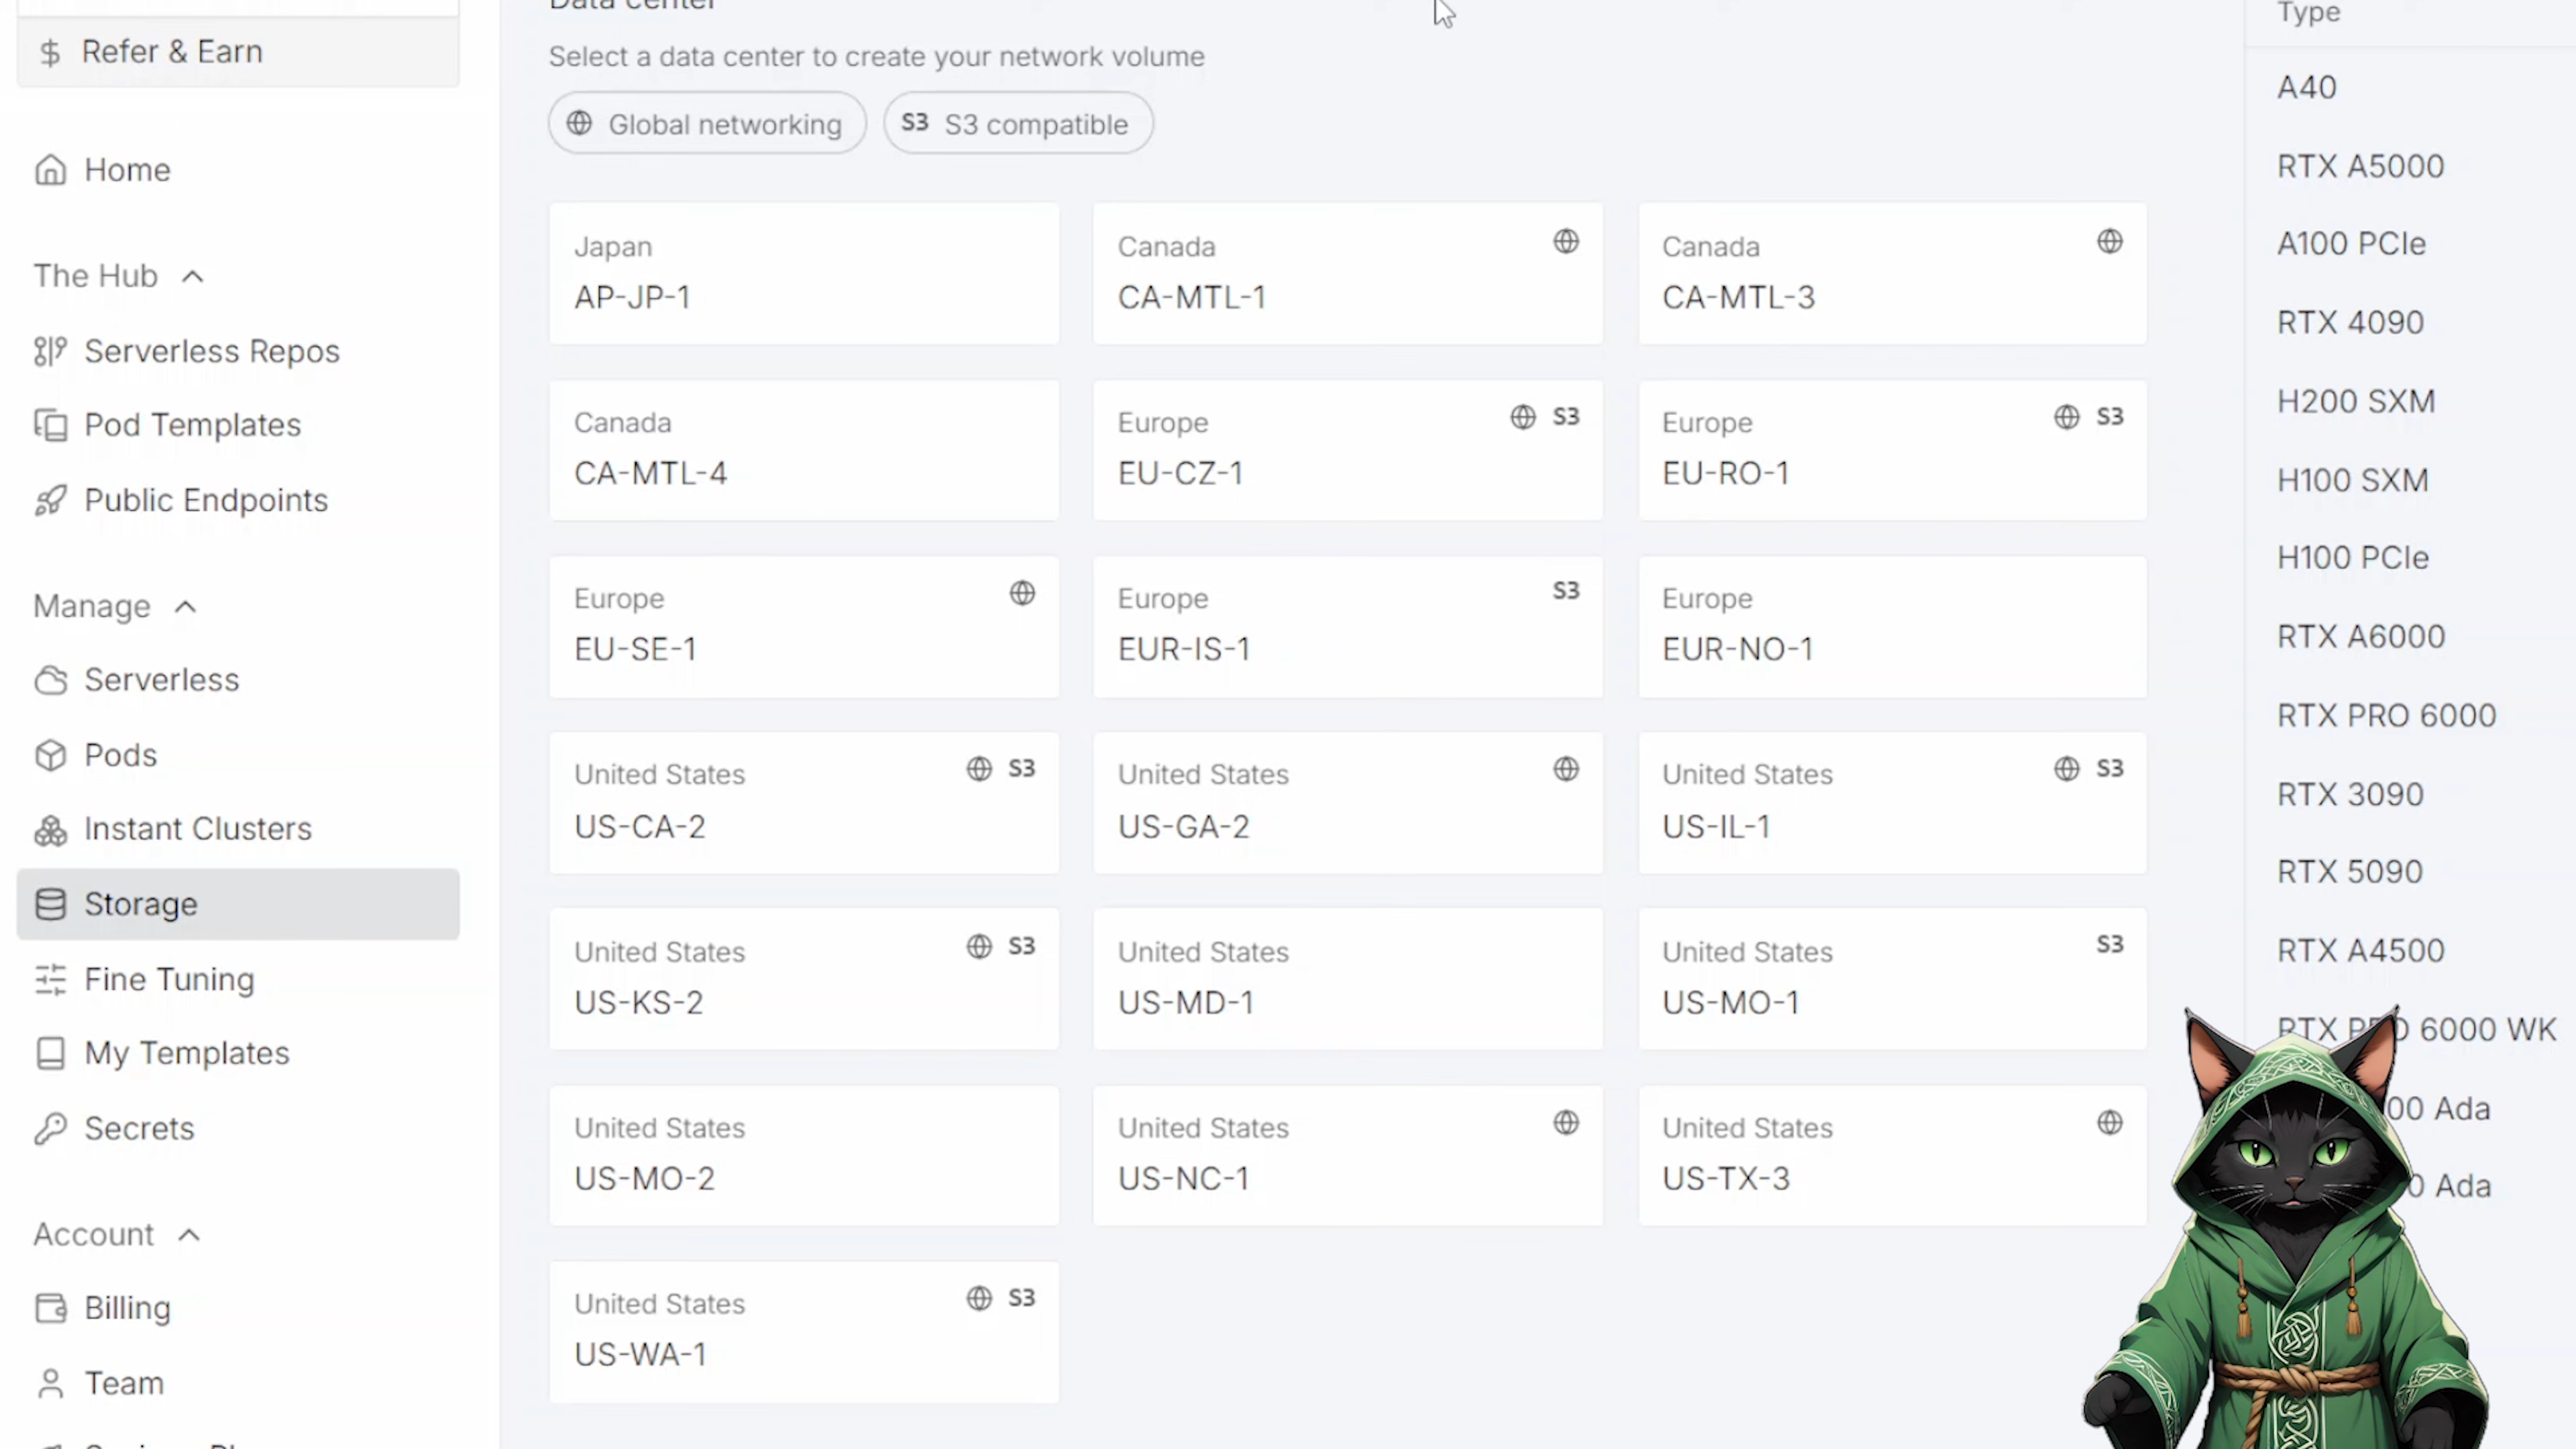 Refer & Earn
Home
The Hub
Serverless Repos
Pod Templates
Public Endpoints
Manage
Serverless
Pods
Instant Clusters
Storage
Fine Tuning
My Templates
Secrets
Account
Billing
Team
Data center
Select a data center to create your network volume
Global networking
S3 S3 compatible
Japan
AP-JP-1
Canada
CA-MTL-1
Canada
CA-MTL-3
Canada
CA-MTL-4
Europe S3
EU-CZ-1
Europe S3
EU-RO-1
Europe
EU-SE-1
Europe S3
EUR-IS-1
Europe
EUR-NO-1
United States S3
US-CA-2
United States
US-GA-2
United States S3
US-IL-1
United States S3
US-KS-2
United States
US-MD-1
United States S3
US-MO-1
United States
US-MO-2
United States
US-NC-1
United States
US-TX-3
United States S3
US-WA-1
Type
A40
RTX A5000
A100 PCIe
RTX 4090
H200 SXM
H100 SXM
H100 PCIe
RTX A6000
RTX PRO 6000
RTX 3090
RTX 5090
RTX A4500
RTX PRO 6000 WK
00 Ada
0 Ada